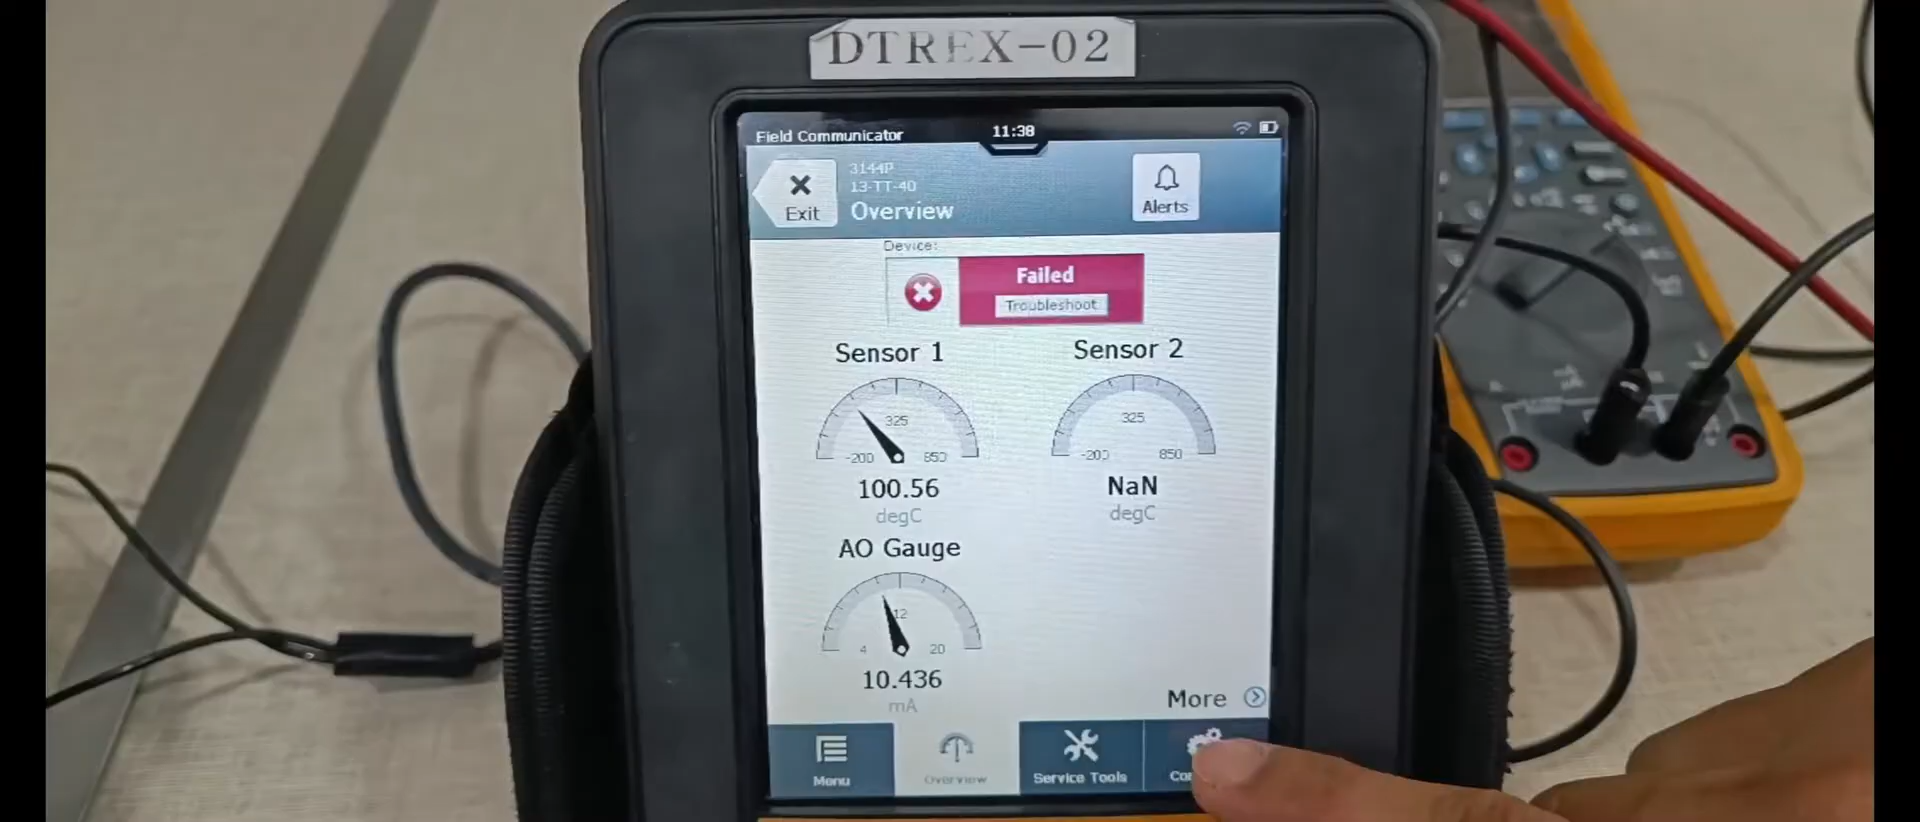 DTREX-02
Field Communicator
11:38
3144P
13-TT-40
Exit
Overview
Alerts
Device:
Failed
Troubleshoot
Sensor 1
Sensor 2
325
325
-200 850
-200 850
100.56
NaN
degC
degC
AO Gauge
12
4 20
10.436
mA
More
Menu
Overview
Service Tools